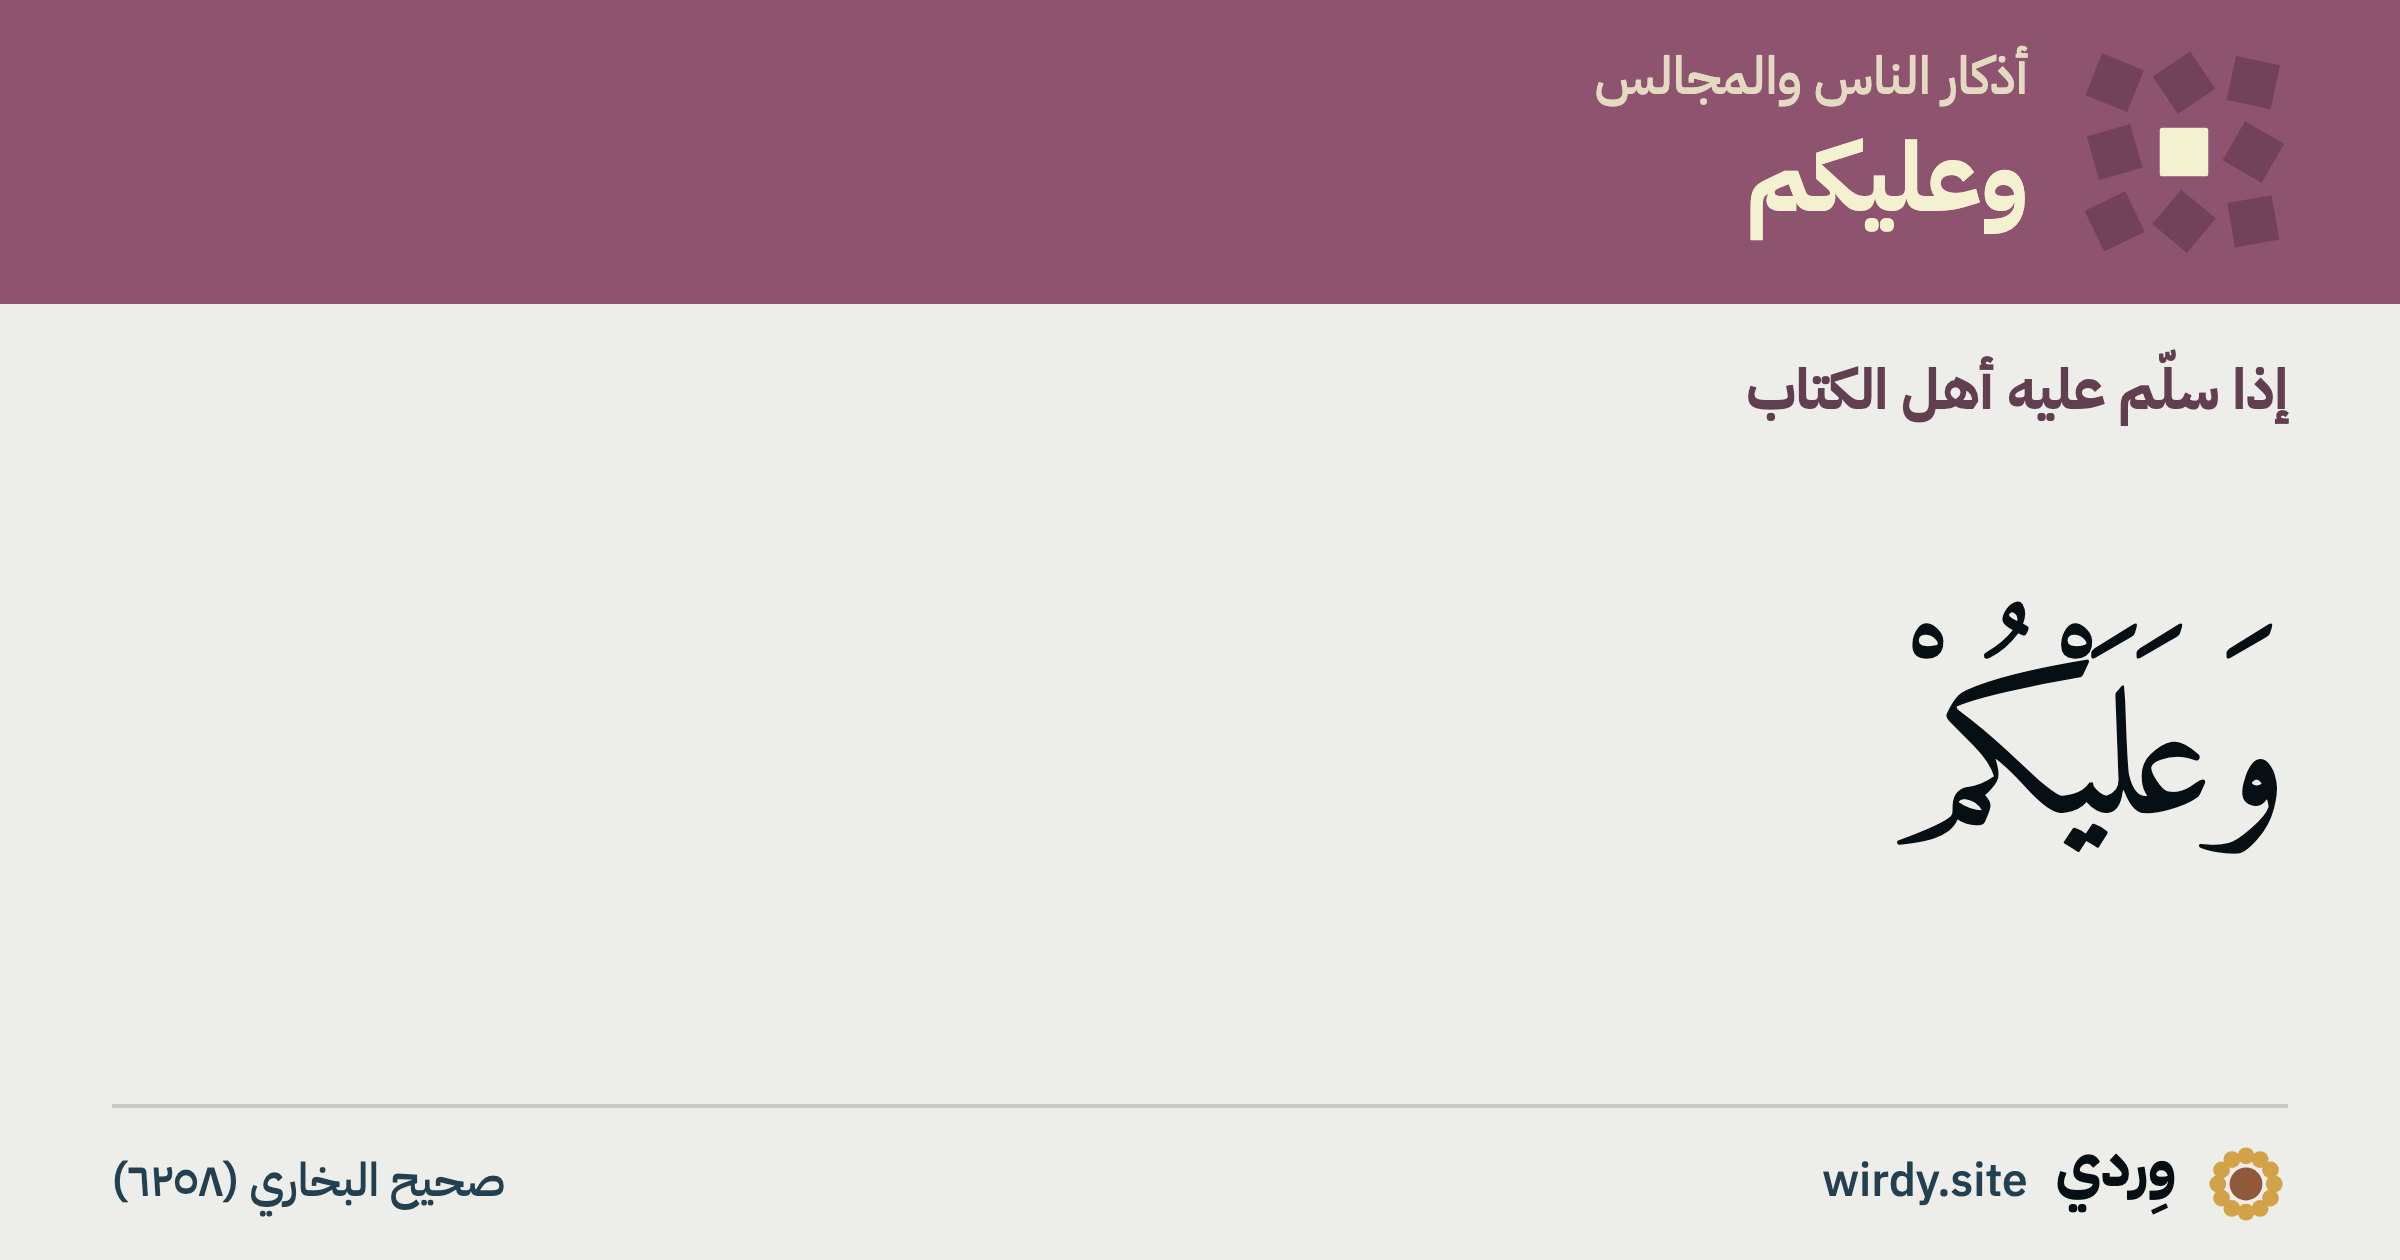 أذكار الناس والمجالس
وعليكم
إذا سلّم عليه أهل الكتاب
وَعَلَيْكُمْ
وِردي wirdy.site
صحيح البخاري (٦٢٥٨)